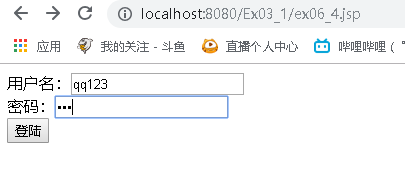 localhost:8080/Ex03_1/ex06_4.jsp
应用 我的关注 - 斗鱼 直播个人中心 哔哩哔哩 ( ゜
用户名：qq123
密码：•••
登陆